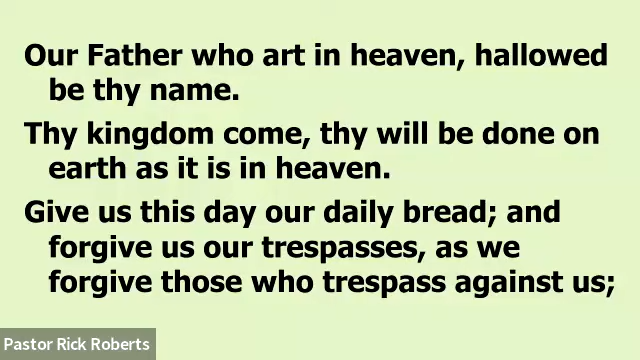 Our Father who art in heaven, hallowed
be thy name.
Thy kingdom come, thy will be done on
earth as it is in heaven.
Give us this day our daily bread; and
forgive us our trespasses, as we
forgive those who trespass against us;
Pastor Rick Roberts